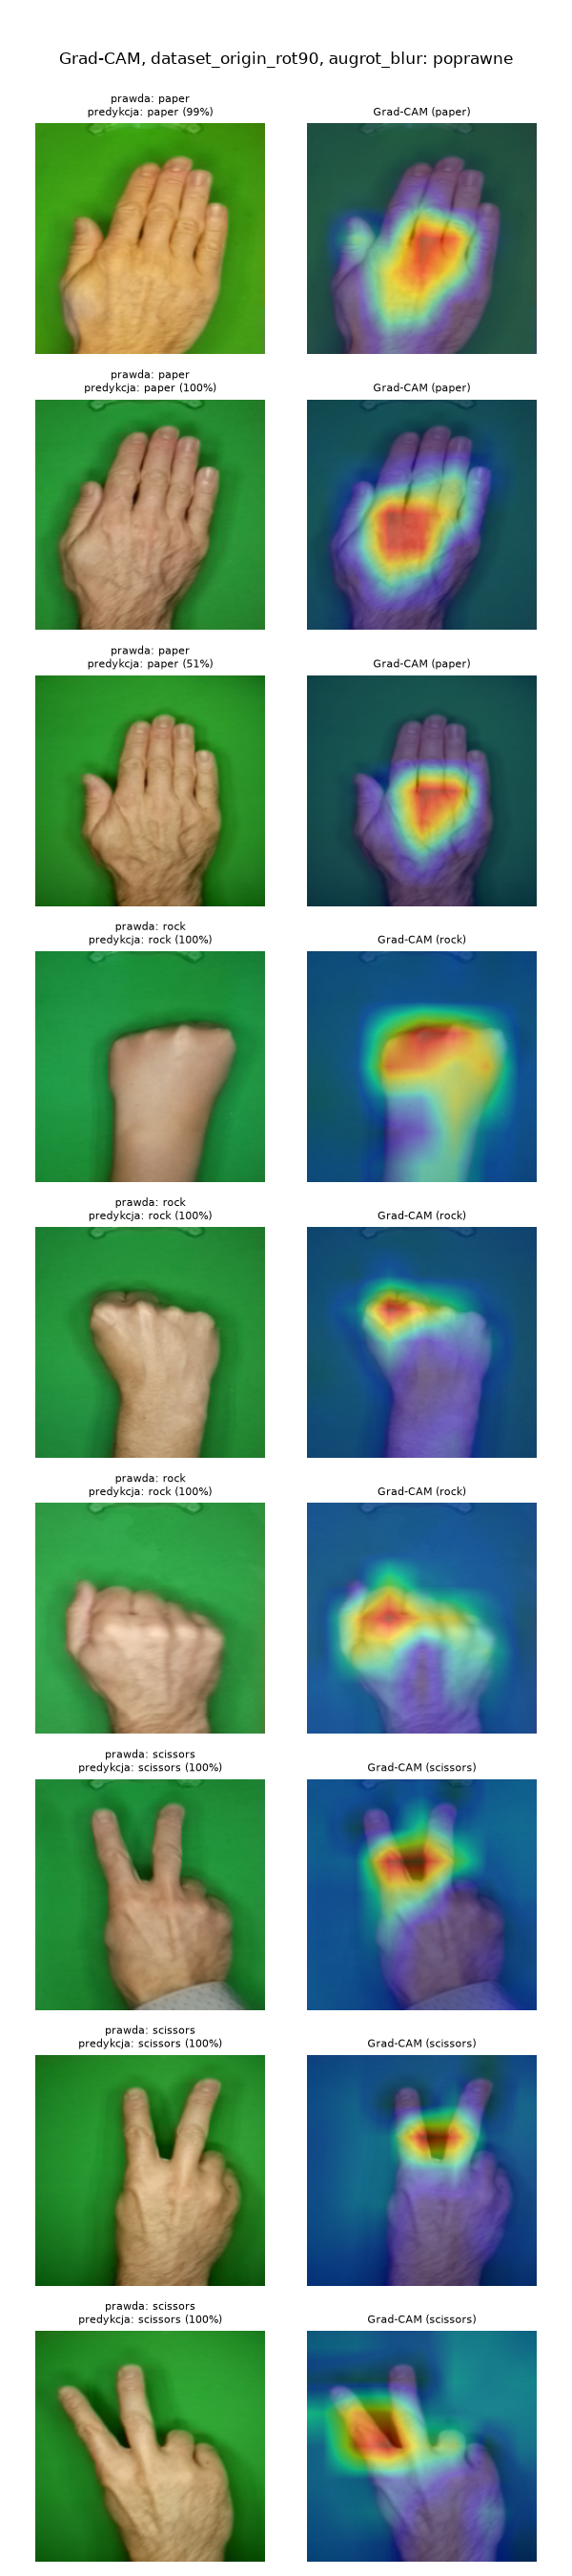 Grad-CAM, dataset_origin_rot90, augrot_blur: poprawne
prawda: paper
predykcja: paper (99%)
Grad-CAM (paper)
prawda: paper
predykcja: paper (100%)
Grad-CAM (paper)
prawda: paper
predykcja: paper (51%)
Grad-CAM (paper)
prawda: rock
predykcja: rock (100%)
Grad-CAM (rock)
prawda: rock
predykcja: rock (100%)
Grad-CAM (rock)
prawda: rock
predykcja: rock (100%)
Grad-CAM (rock)
prawda: scissors
predykcja: scissors (100%)
Grad-CAM (scissors)
prawda: scissors
predykcja: scissors (100%)
Grad-CAM (scissors)
prawda: scissors
predykcja: scissors (100%)
Grad-CAM (scissors)